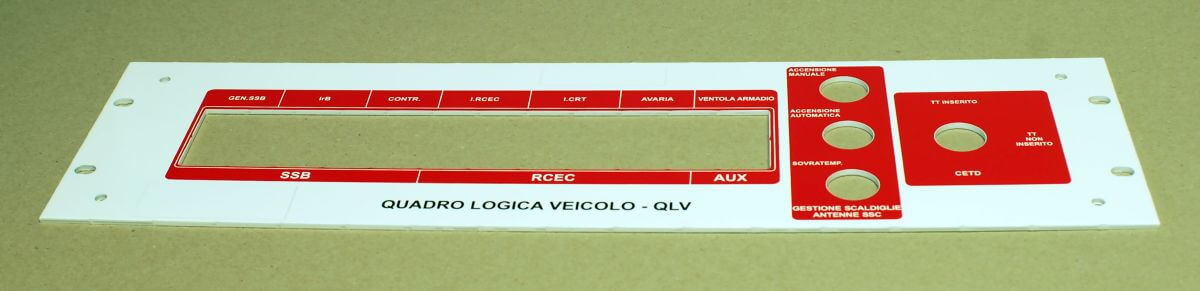 GEN.SSB IrB CONTR. I.RCEC I.CRT AVARIA VENTOLA ARMADIO
SSB RCEC AUX
QUADRO LOGICA VEICOLO - QLV
ACCENSIONE
MANUALE
ACCENSIONE
AUTOMATICA
SOVRATEMP.
GESTIONE SCALDIGLIE
ANTENNE SSC
TT INSERITO
TT
NON
INSERITO
CETD